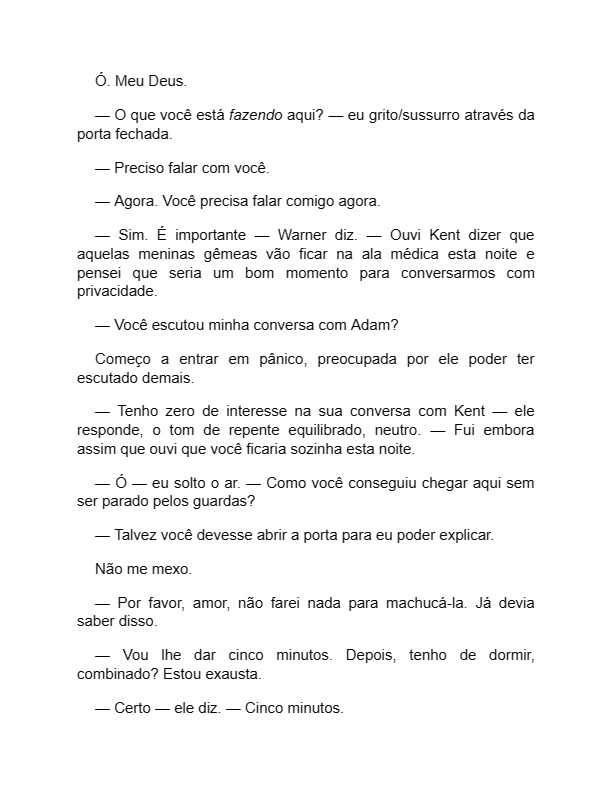 Ó. Meu Deus.
— O que você está fazendo aqui? — eu grito/sussurro através da
porta fechada.
— Preciso falar com você.
— Agora. Você precisa falar comigo agora.
— Sim. É importante — Warner diz. — Ouvi Kent dizer que
aquelas meninas gêmeas vão ficar na ala médica esta noite e
pensei que seria um bom momento para conversarmos com
privacidade.
— Você escutou minha conversa com Adam?
Começo a entrar em pânico, preocupada por ele poder ter
escutado demais.
— Tenho zero de interesse na sua conversa com Kent — ele
responde, o tom de repente equilibrado, neutro. — Fui embora
assim que ouvi que você ficaria sozinha esta noite.
— Ó — eu solto o ar. — Como você conseguiu chegar aqui sem
ser parado pelos guardas?
— Talvez você devesse abrir a porta para eu poder explicar.
Não me mexo.
— Por favor, amor, não farei nada para machucá-la. Já devia
saber disso.
— Vou lhe dar cinco minutos. Depois, tenho de dormir,
combinado? Estou exausta.
— Certo — ele diz. — Cinco minutos.